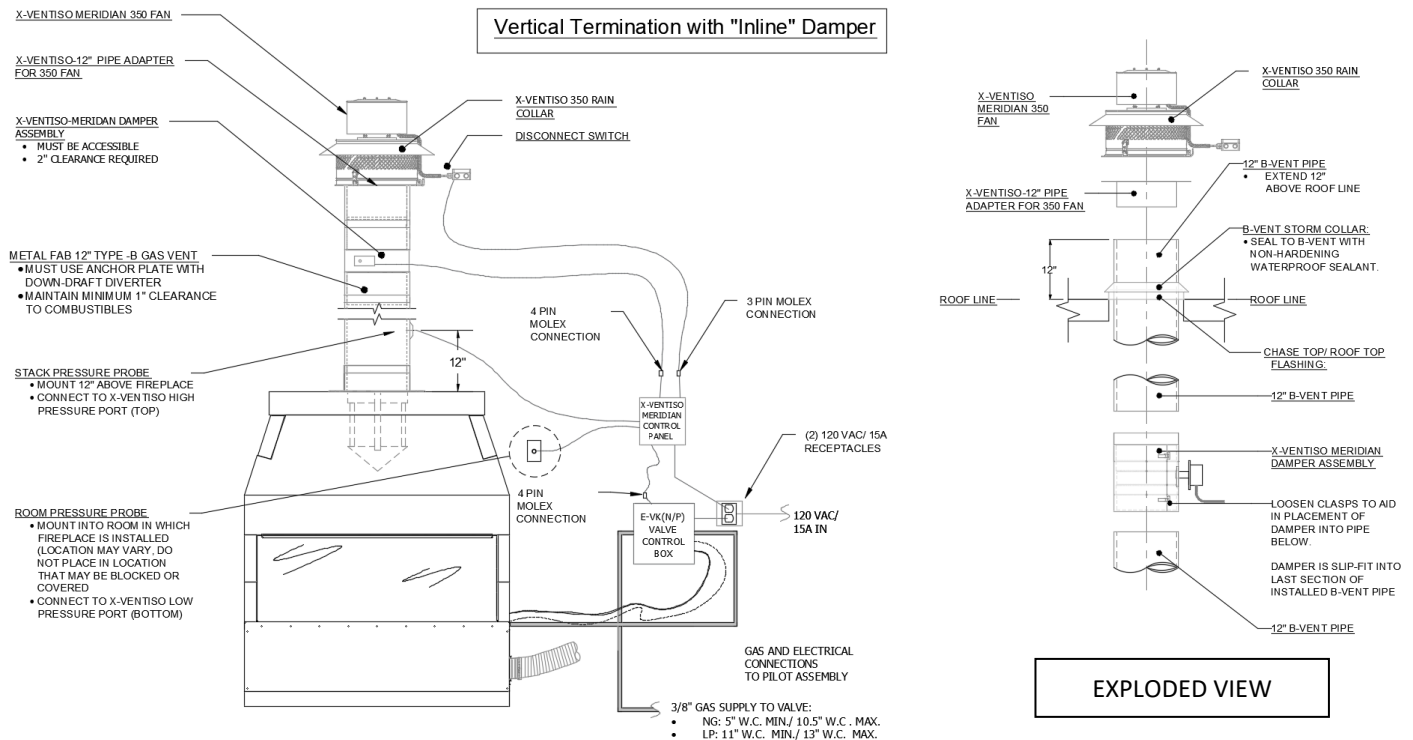 Vertical Termination with "Inline" Damper
X-VENTISO MERIDIAN 350 FAN
X-VENTISO-12" PIPE ADAPTER
FOR 350 FAN
X-VENTISO-MERIDAN DAMPER
ASSEMBLY
• MUST BE ACCESSIBLE
• 2" CLEARANCE REQUIRED
METAL FAB 12" TYPE -B GAS VENT
• MUST USE ANCHOR PLATE WITH
DOWN-DRAFT DIVERTER
• MAINTAIN MINIMUM 1" CLEARANCE
TO COMBUSTIBLES
STACK PRESSURE PROBE
• MOUNT 12" ABOVE FIREPLACE
• CONNECT TO X-VENTISO HIGH
PRESSURE PORT (TOP)
ROOM PRESSURE PROBE
• MOUNT INTO ROOM IN WHICH
FIREPLACE IS INSTALLED
(LOCATION MAY VARY, DO
NOT PLACE IN LOCATION
THAT MAY BE BLOCKED OR
COVERED
• CONNECT TO X-VENTISO LOW
PRESSURE PORT (BOTTOM)
X-VENTISO 350 RAIN
COLLAR
DISCONNECT SWITCH
12"
4 PIN
MOLEX
CONNECTION
3 PIN MOLEX
CONNECTION
X-VENTISO
MERIDIAN
CONTROL
PANEL
(2) 120 VAC/ 15A
RECEPTACLES
4 PIN
MOLEX
CONNECTION
E-VK(N/P)
VALVE
CONTROL
BOX
120 VAC/
15A IN
GAS AND ELECTRICAL
CONNECTIONS
TO PILOT ASSEMBLY
3/8" GAS SUPPLY TO VALVE:
• NG: 5" W.C. MIN./ 10.5" W.C . MAX.
• LP: 11" W.C. MIN./ 13" W.C. MAX.
X-VENTISO
MERIDIAN 350
FAN
X-VENTISO 350 RAIN
COLLAR
X-VENTISO-12" PIPE
ADAPTER FOR 350 FAN
12" B-VENT PIPE
• EXTEND 12"
ABOVE ROOF LINE
B-VENT STORM COLLAR:
• SEAL TO B-VENT WITH
NON-HARDENING
WATERPROOF SEALANT.
12"
ROOF LINE
ROOF LINE
CHASE TOP/ ROOF TOP
FLASHING:
12" B-VENT PIPE
X-VENTISO MERIDIAN
DAMPER ASSEMBLY
LOOSEN CLASPS TO AID
IN PLACEMENT OF
DAMPER INTO PIPE
BELOW.
DAMPER IS SLIP-FIT INTO
LAST SECTION OF
INSTALLED B-VENT PIPE
12" B-VENT PIPE
EXPLODED VIEW